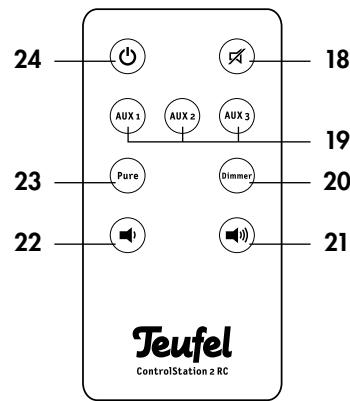 24 18
AUX 1 AUX 2 AUX 3
19
23 Pure Dimmer 20
22 21
Teufel
ControlStation 2 RC